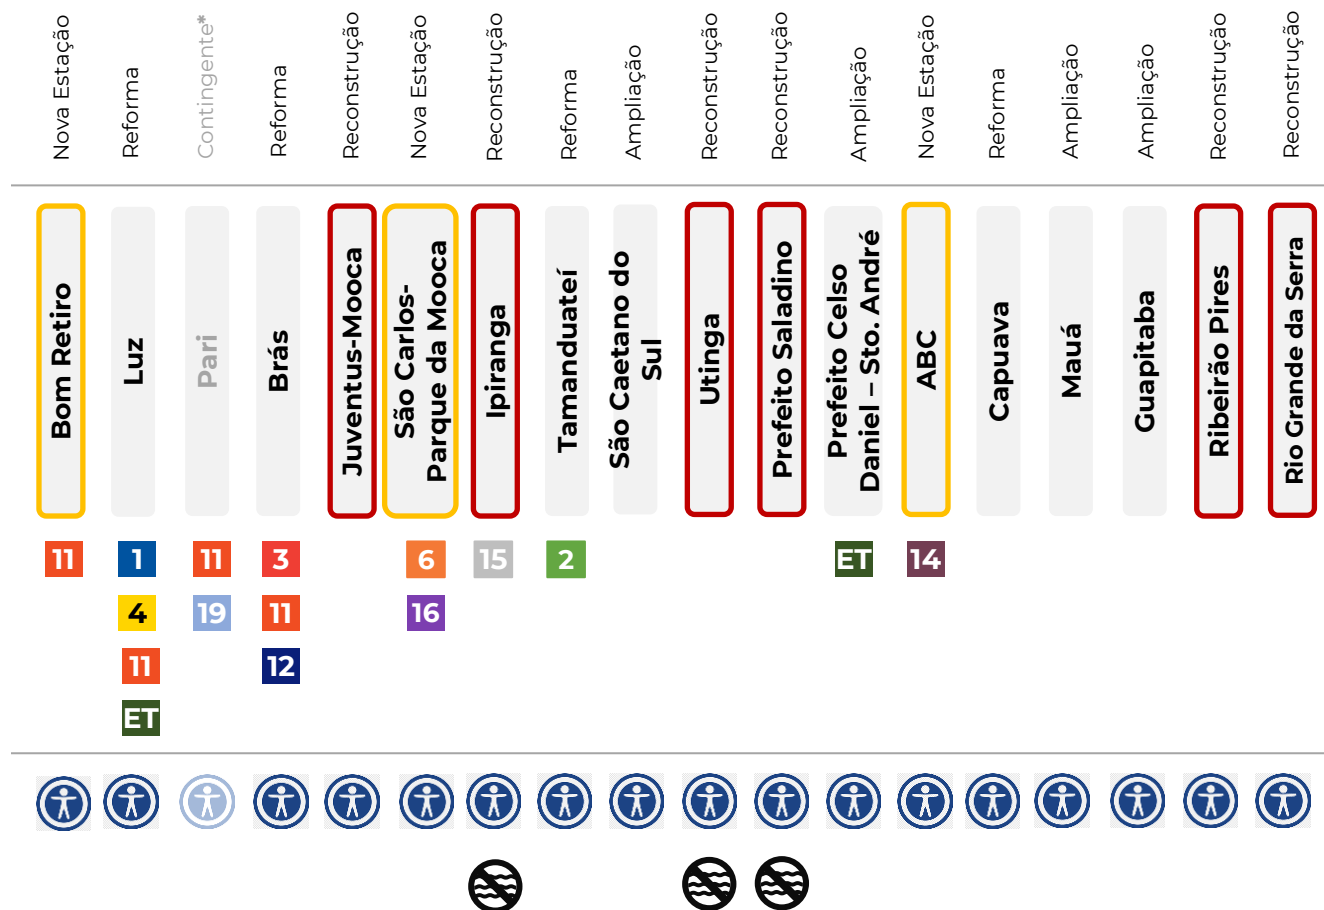 Nova Estação
Reforma
Contingente*
Reforma
Reconstrução
Nova Estação
Reconstrução
Reforma
Ampliação
Reconstrução
Reconstrução
Ampliação
Nova Estação
Reforma
Ampliação
Ampliação
Reconstrução
Reconstrução
Bom Retiro
Luz
Pari
Brás
Juventus-Mooca
São Carlos-
Parque da Mooca
Ipiranga
Tamanduateí
São Caetano do
Sul
Utinga
Prefeito Saladino
Prefeito Celso
Daniel – Sto. André
ABC
Capuava
Mauá
Guapitaba
Ribeirão Pires
Rio Grande da Serra
11 1 11 3 6 15 2 ET 14
4 19 11 16
11 12
ET